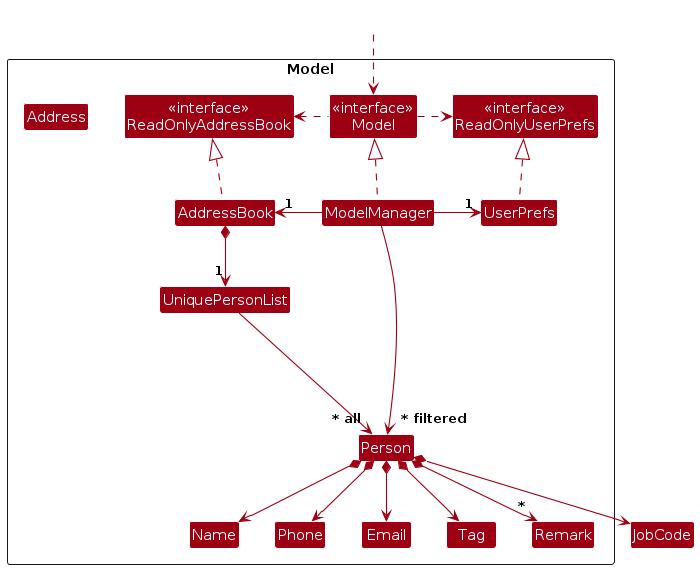 Model
Address
«interface»
ReadOnlyAddressBook
«interface»
Model
«interface»
ReadOnlyUserPrefs
AddressBook
1
ModelManager
1
UserPrefs
1
UniquePersonList
* all
* filtered
Person
*
Name
Phone
Email
Tag
Remark
JobCode